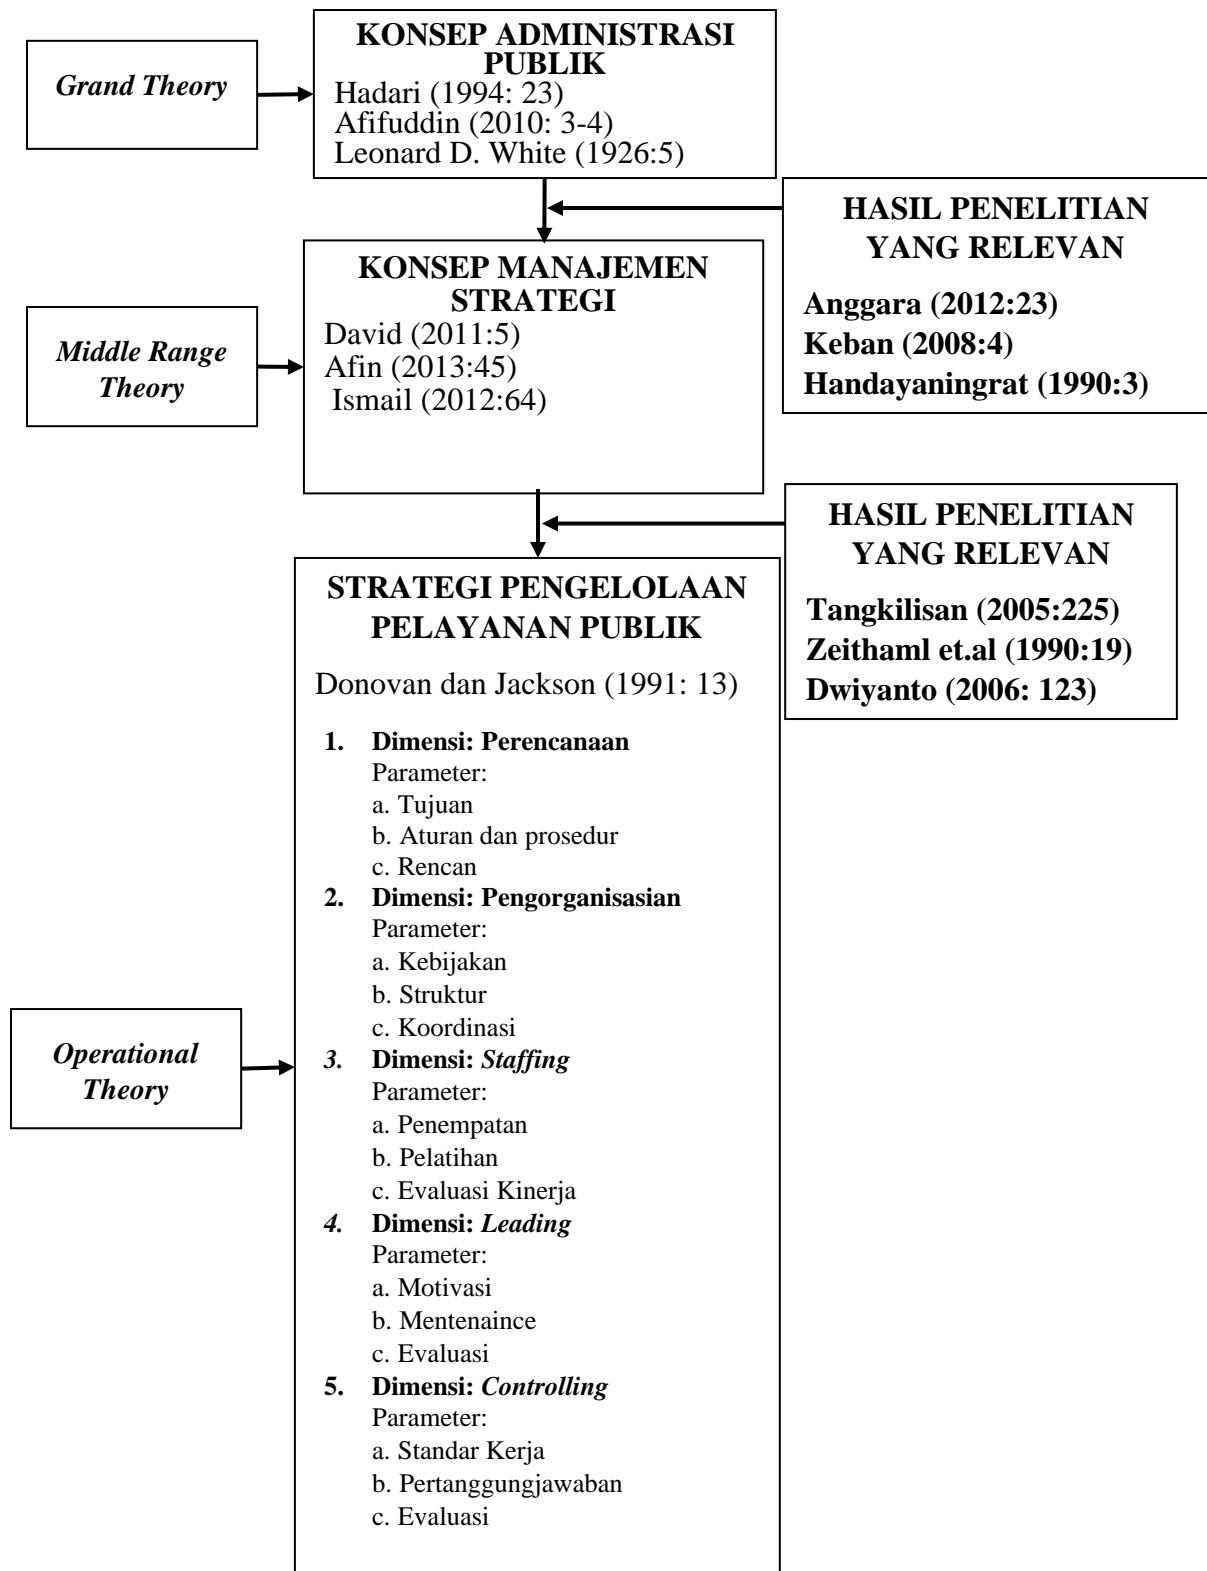 Grand Theory
KONSEP ADMINISTRASI
PUBLIK
Hadari (1994: 23)
Afifuddin (2010: 3-4)
Leonard D. White (1926:5)
HASIL PENELITIAN
YANG RELEVAN
Anggara (2012:23)
Keban (2008:4)
Handayaningrat (1990:3)
Middle Range
Theory
KONSEP MANAJEMEN
STRATEGI
David (2011:5)
Afin (2013:45)
Ismail (2012:64)
HASIL PENELITIAN
YANG RELEVAN
Tangkilisan (2005:225)
Zeithaml et.al (1990:19)
Dwiyanto (2006: 123)
Operational
Theory
STRATEGI PENGELOLAAN
PELAYANAN PUBLIK
Donovan dan Jackson (1991: 13)
1. Dimensi: Perencanaan
Parameter:
a. Tujuan
b. Aturan dan prosedur
c. Rencan
2. Dimensi: Pengorganisasian
Parameter:
a. Kebijakan
b. Struktur
c. Koordinasi
3. Dimensi: Staffing
Parameter:
a. Penempatan
b. Pelatihan
c. Evaluasi Kinerja
4. Dimensi: Leading
Parameter:
a. Motivasi
b. Mentenaince
c. Evaluasi
5. Dimensi: Controlling
Parameter:
a. Standar Kerja
b. Pertanggungjawaban
c. Evaluasi